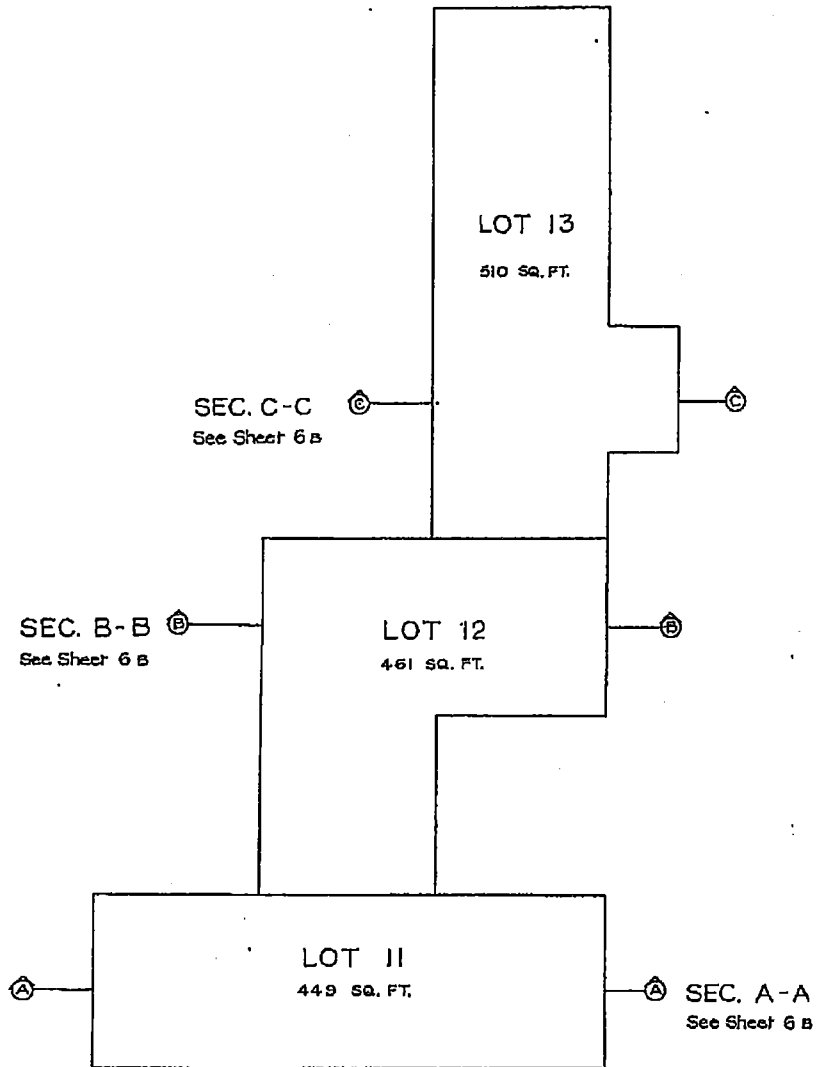 LOT 13
510 SQ. FT.
SEC. C-C
See Sheet 6 B
C
C
SEC. B-B
See Sheet 6 B
B
B
LOT 12
461 SQ. FT.
LOT 11
449 SQ. FT.
A
A
SEC. A-A
See Sheet 6 B